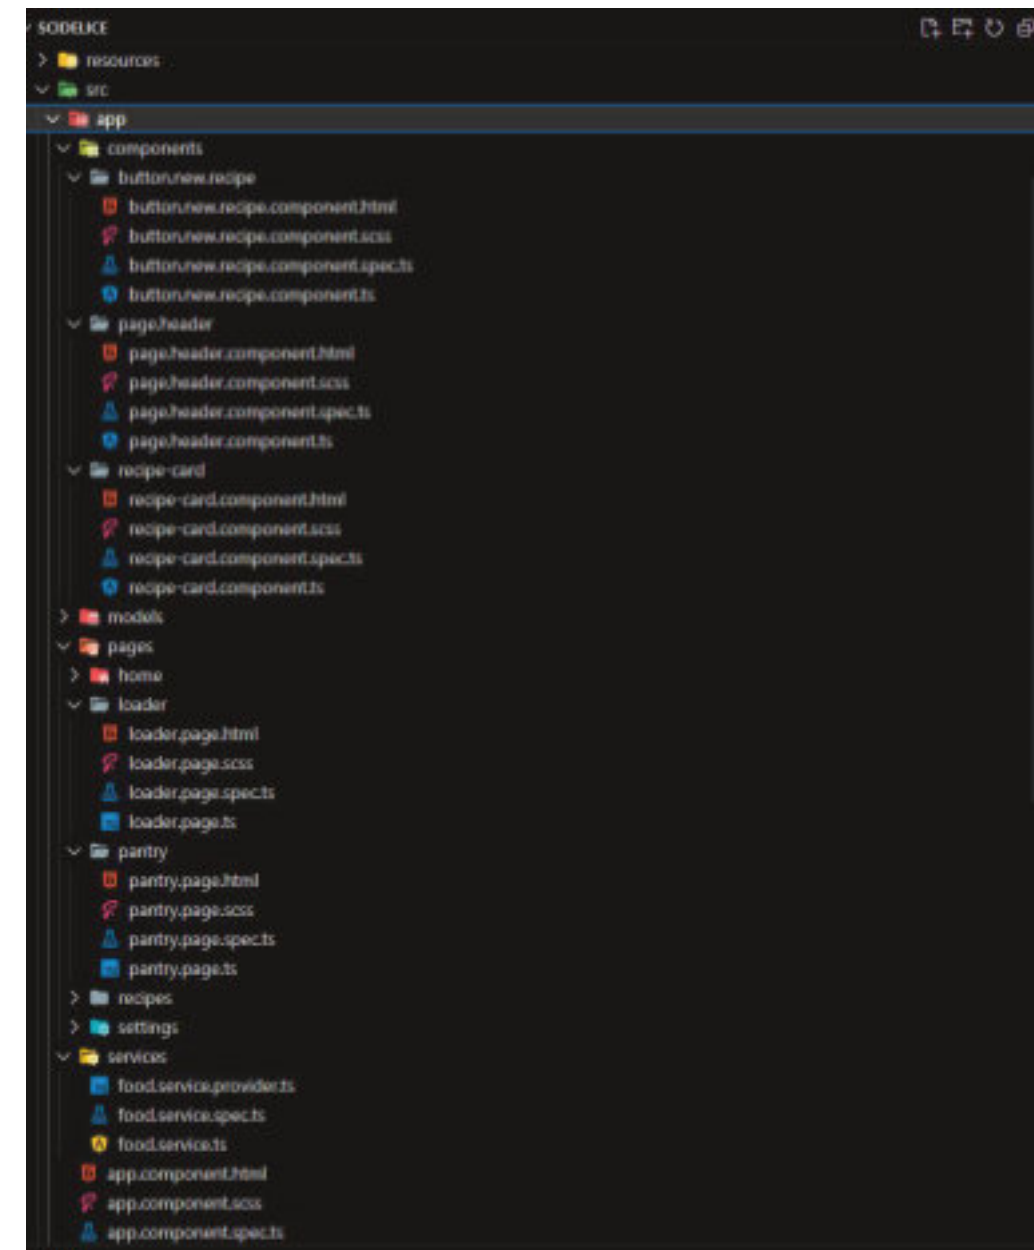 SCIDELICE
resources
src
app
components
button.new.recipe
button.new.recipe.component.html
button.new.recipe.component.scss
button.new.recipe.component.spec.ts
button.new.recipe.component.ts
page.header
page.header.component.html
page.header.component.scss
page.header.component.spec.ts
page.header.component.ts
recipe-card
recipe-card.component.html
recipe-card.component.scss
recipe-card.component.spec.ts
recipe-card.component.ts
models
pages
home
loader
loader.page.html
loader.page.scss
loader.page.spec.ts
loader.page.ts
pantry
pantry.page.html
pantry.page.scss
pantry.page.spec.ts
pantry.page.ts
recipes
settings
services
food.service.provider.ts
food.service.spec.ts
food.service.ts
app.component.html
app.component.scss
app.component.spec.ts